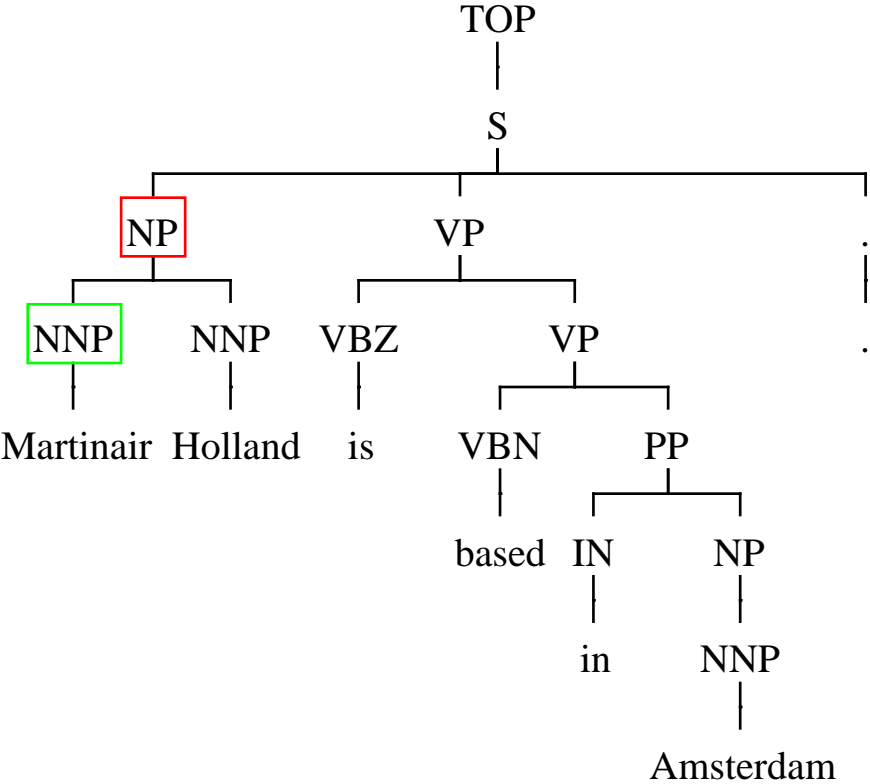 TOP
S
NP VP .
NNP NNP VBZ VP .
Martinair Holland is VBN PP
based IN NP
in NNP
Amsterdam